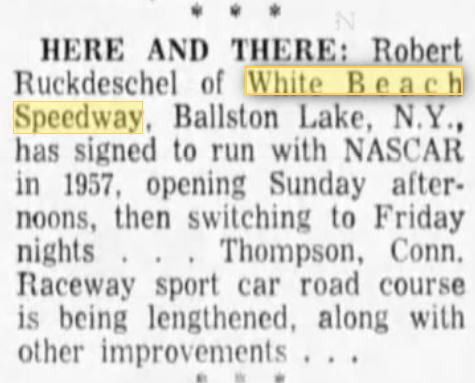 * * *
HERE AND THERE: Robert
Ruckdeschel of White Beach
Speedway, Ballston Lake, N.Y.,
has signed to run with NASCAR
in 1957, opening Sunday after-
noons, then switching to Friday
nights . . . Thompson, Conn.
Raceway sport car road course
is being lengthened, along with
other improvements . . .
* * *